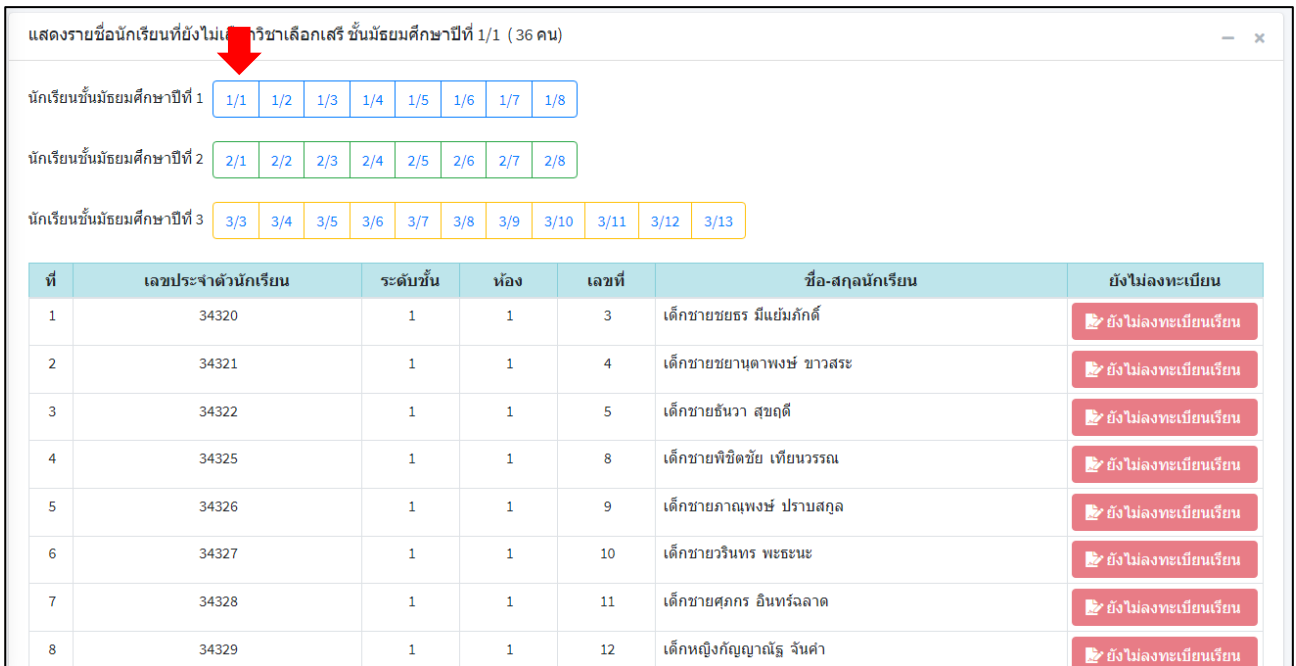 แสดงรายชื่อนักเรียนที่ยังไม่ วิชาเลือกเสรี ชั้นมัธยมศึกษาปีที่ 1/1 ( 36 คน)
นักเรียนชั้นมัธยมศึกษาปีที่ 1 1/1 1/2 1/3 1/4 1/5 1/6 1/7 1/8
นักเรียนชั้นมัธยมศึกษาปีที่ 2 2/1 2/2 2/3 2/4 2/5 2/6 2/7 2/8
นักเรียนชั้นมัธยมศึกษาปีที่ 3 3/3 3/4 3/5 3/6 3/7 3/8 3/9 3/10 3/11 3/12 3/13
ที่ เลขประจำตัวนักเรียน ระดับชั้น ห้อง เลขที่ ชื่อ-สกุลนักเรียน ยังไม่ลงทะเบียน
1 34320 1 1 3 เด็กชายชยธร มีแย้มภักดิ์ ยังไม่ลงทะเบียนเรียน
2 34321 1 1 4 เด็กชายชยานุตาพงษ์ ขาวสระ ยังไม่ลงทะเบียนเรียน
3 34322 1 1 5 เด็กชายธันวา สุขฤดี ยังไม่ลงทะเบียนเรียน
4 34325 1 1 8 เด็กชายพิชิตชัย เทียนวรรณ ยังไม่ลงทะเบียนเรียน
5 34326 1 1 9 เด็กชายภาณุพงษ์ ปราบสกูล ยังไม่ลงทะเบียนเรียน
6 34327 1 1 10 เด็กชายวรินทร พะธะนะ ยังไม่ลงทะเบียนเรียน
7 34328 1 1 11 เด็กชายศุภกร อินทร์ฉลาด ยังไม่ลงทะเบียนเรียน
8 34329 1 1 12 เด็กหญิงกัญญาณัฐ จันคำ ยังไม่ลงทะเบียนเรียน